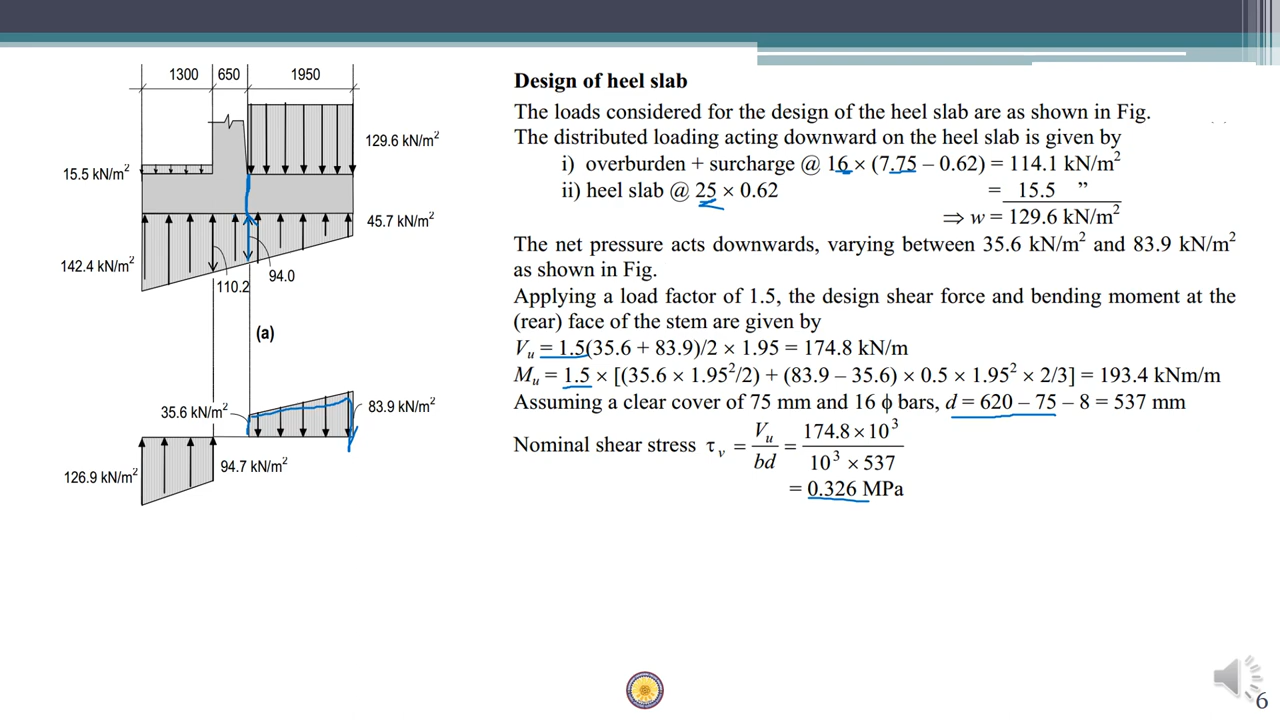 1300 650 1950
129.6 kN/m²
15.5 kN/m²
45.7 kN/m²
142.4 kN/m²
94.0
110.2
(a)
35.6 kN/m²
83.9 kN/m²
94.7 kN/m²
126.9 kN/m²
Design of heel slab
The loads considered for the design of the heel slab are as shown in Fig.
The distributed loading acting downward on the heel slab is given by
i) overburden + surcharge @ 16 × (7.75 – 0.62) = 114.1 kN/m²
ii) heel slab @ 25 × 0.62 = 15.5 ”
⇒ w = 129.6 kN/m²
The net pressure acts downwards, varying between 35.6 kN/m² and 83.9 kN/m²
as shown in Fig.
Applying a load factor of 1.5, the design shear force and bending moment at the
(rear) face of the stem are given by
Vu = 1.5(35.6 + 83.9)/2 × 1.95 = 174.8 kN/m
Mu = 1.5 × [(35.6 × 1.95²/2) + (83.9 – 35.6) × 0.5 × 1.95² × 2/3] = 193.4 kNm/m
Assuming a clear cover of 75 mm and 16 ϕ bars, d = 620 – 75 – 8 = 537 mm
Nominal shear stress τv = Vu/bd = 174.8 × 10³ / 10³ × 537
= 0.326 MPa
6